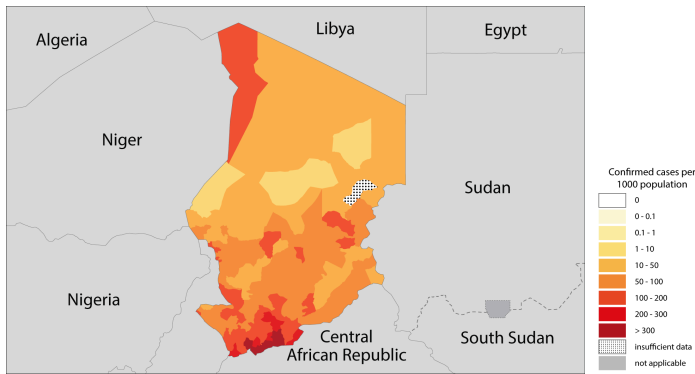 Algeria
Libya
Egypt
Niger
Sudan
Nigeria
Central
African Republic
South Sudan
Confirmed cases per
1000 population
0
0 - 0.1
0.1 - 1
1 - 10
10 - 50
50 - 100
100 - 200
200 - 300
> 300
insufficient data
not applicable